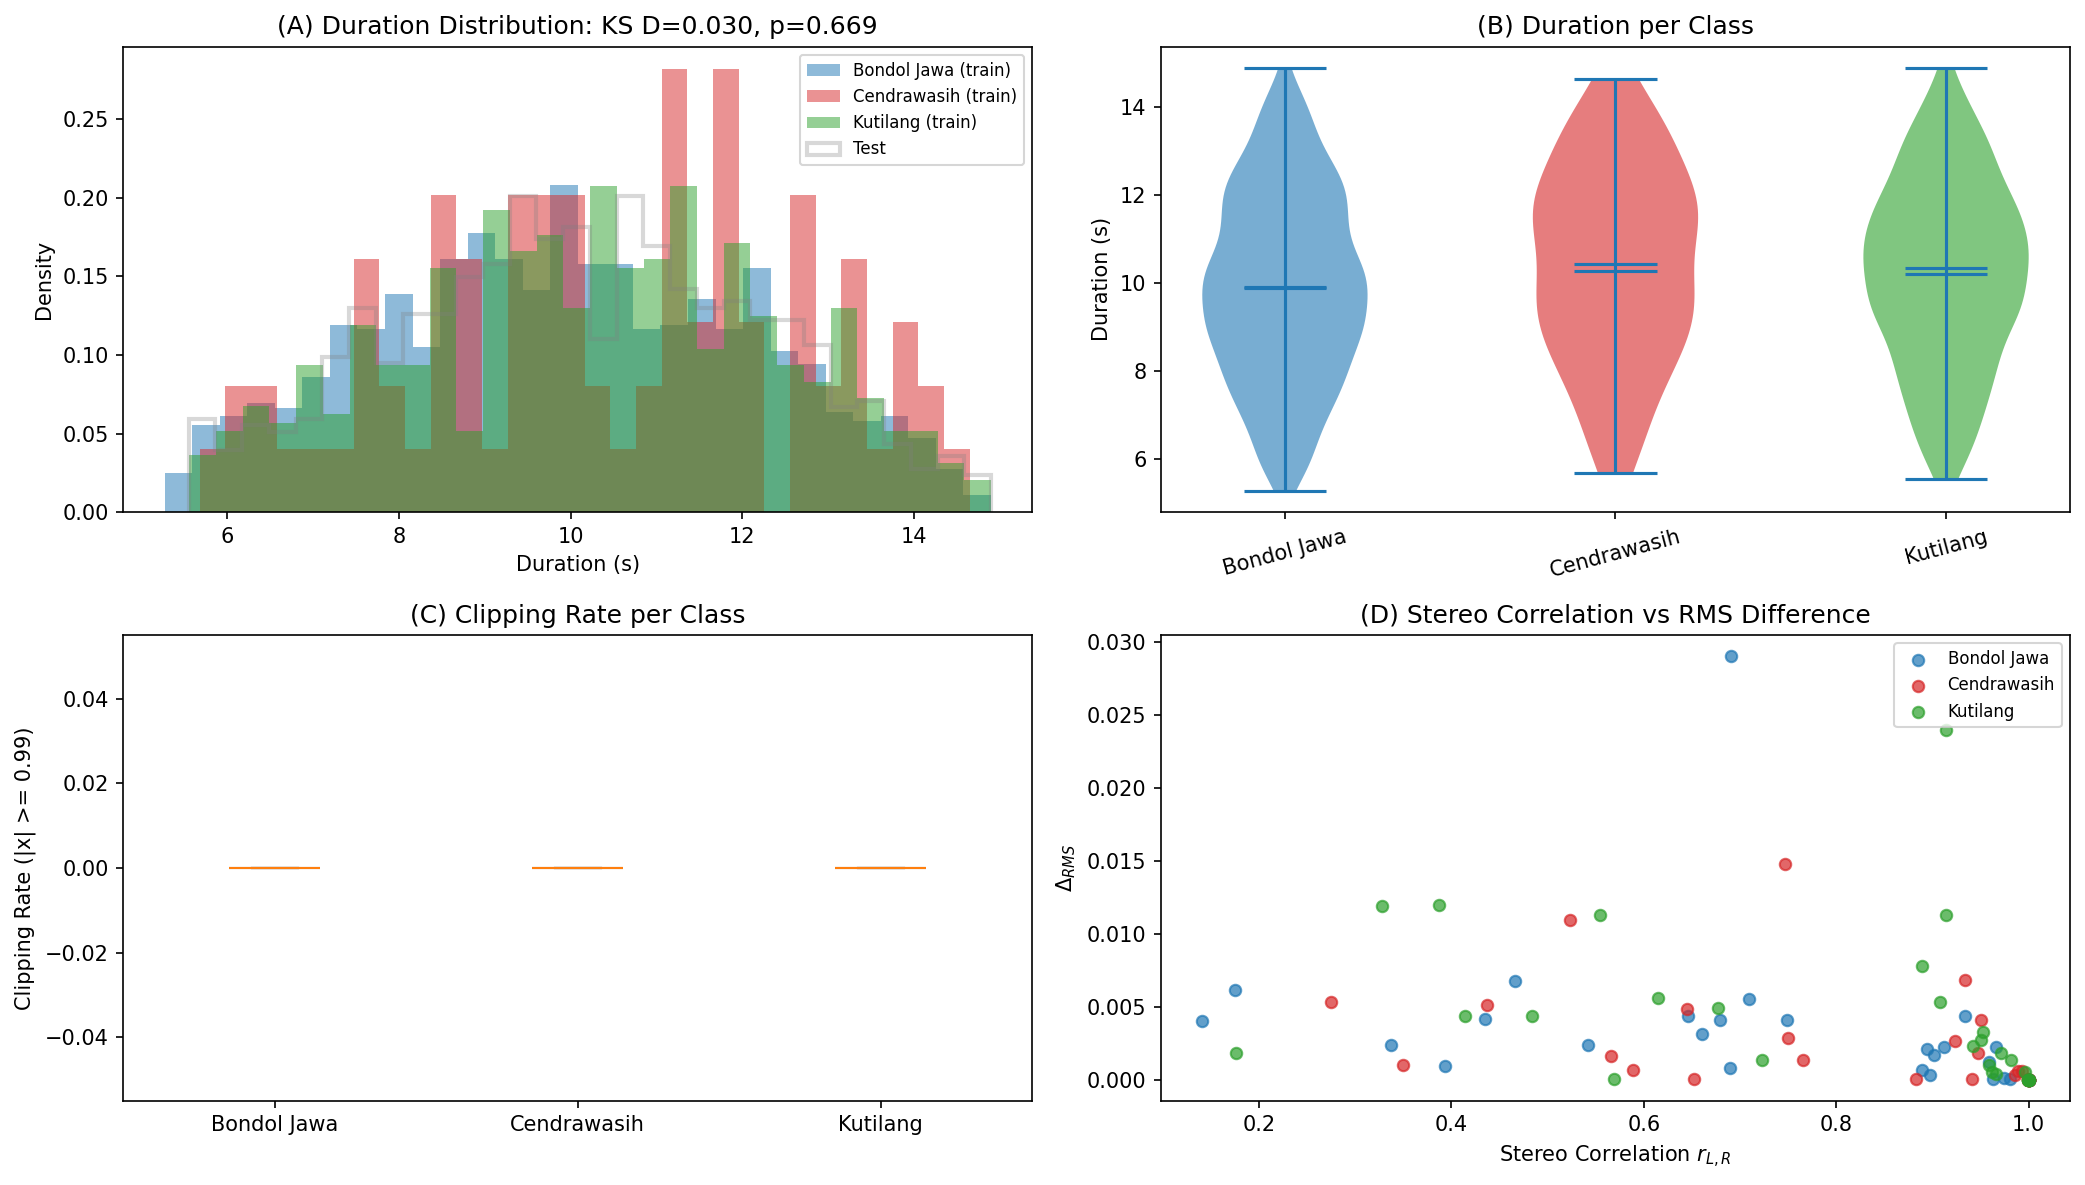 (A) Duration Distribution: KS D=0.030, p=0.669
Density
0.25
0.20
0.15
0.10
0.05
0.00
Bondol Jawa (train)
Cendrawasih (train)
Kutilang (train)
Test
6 8 10 12 14
Duration (s)
(B) Duration per Class
Duration (s)
14
12
10
8
6
Bondol Jawa
Cendrawasih
Kutilang
(C) Clipping Rate per Class
Clipping Rate (|x| >= 0.99)
0.04
0.02
0.00
−0.02
−0.04
Bondol Jawa Cendrawasih Kutilang
(D) Stereo Correlation vs RMS Difference
Δ_RMS
0.030
0.025
0.020
0.015
0.010
0.005
0.000
Bondol Jawa
Cendrawasih
Kutilang
0.2 0.4 0.6 0.8 1.0
Stereo Correlation r_L,R